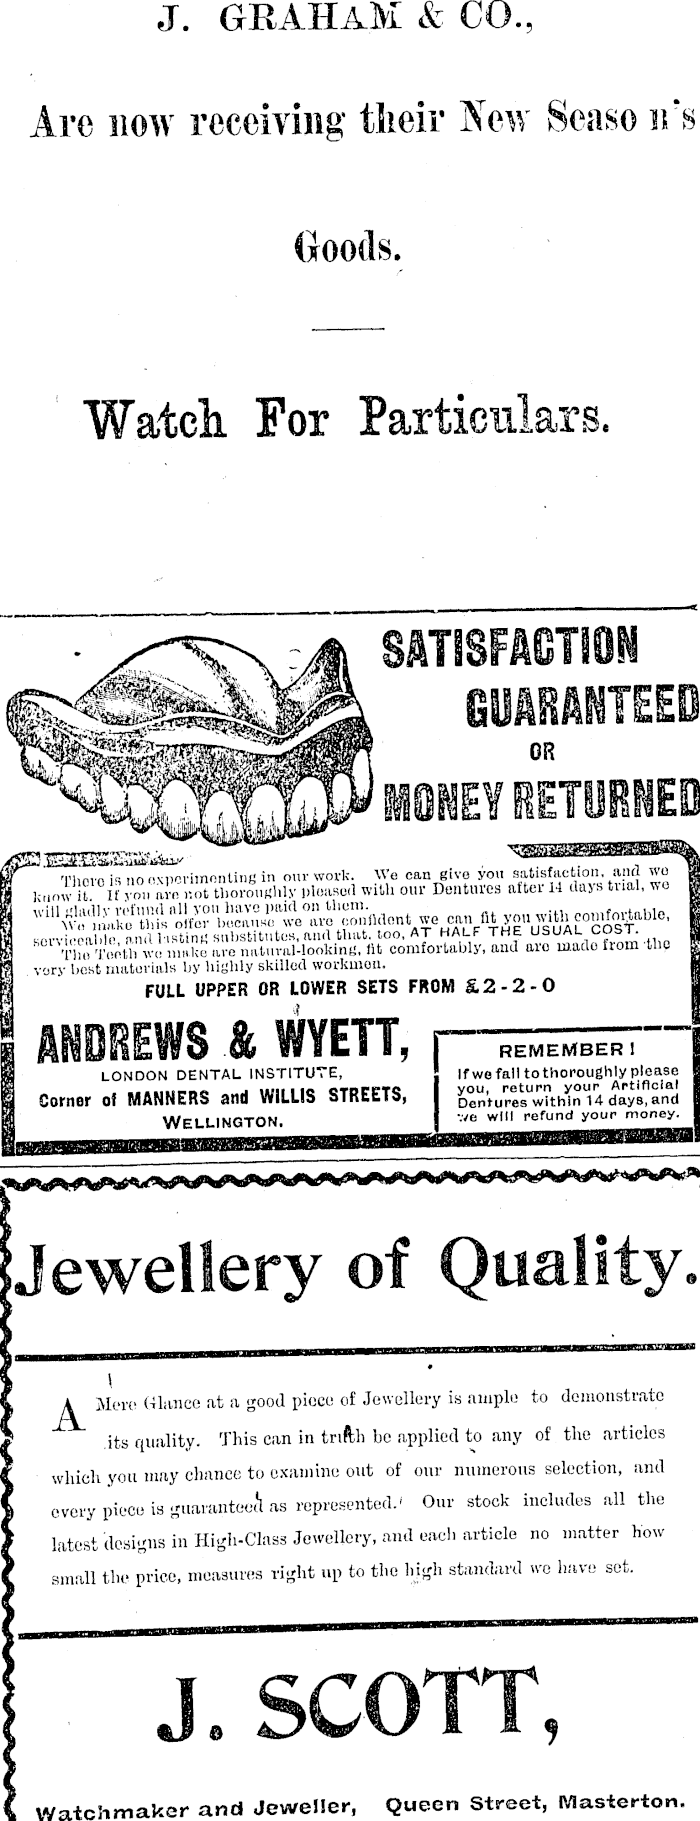 J. GRAHAM & CO.,
Are now receiving their New Seaso n's
Goods.
Watch For Particulars.
SATISFACTION
GUARANTEED
OR
MONEY RETURNED
There is no experimenting in our work. We can give you satisfaction, and we
know it. If you are not thoroughly pleased with our Dentures after 14 days trial, we
will gladly refund all you have paid on them.
We make this offer because we are confident we can fit you with comfortable,
serviceable, and lasting substitutes, and that, too, AT HALF THE USUAL COST.
The Teeth we make are natural-looking, fit comfortably, and are made from the
very best materials by highly skilled workmen.
FULL UPPER OR LOWER SETS FROM £2-2-0
ANDREWS & WYETT,
LONDON DENTAL INSTITUTE,
Corner of MANNERS and WILLIS STREETS,
WELLINGTON.
REMEMBER!
If we fail to thoroughly please
you, return your Artificial
Dentures within 14 days, and
we will refund your money.
Jewellery of Quality.
A Mere Glance at a good piece of Jewellery is ample to demonstrate
its quality. This can in truth be applied to any of the articles
which you may chance to examine out of our numerous selection, and
every piece is guaranteed as represented. Our stock includes all the
latest designs in High-Class Jewellery, and each article no matter how
small the price, measures right up to the high standard we have set.
J. SCOTT,
Watchmaker and Jeweller, Queen Street, Masterton.